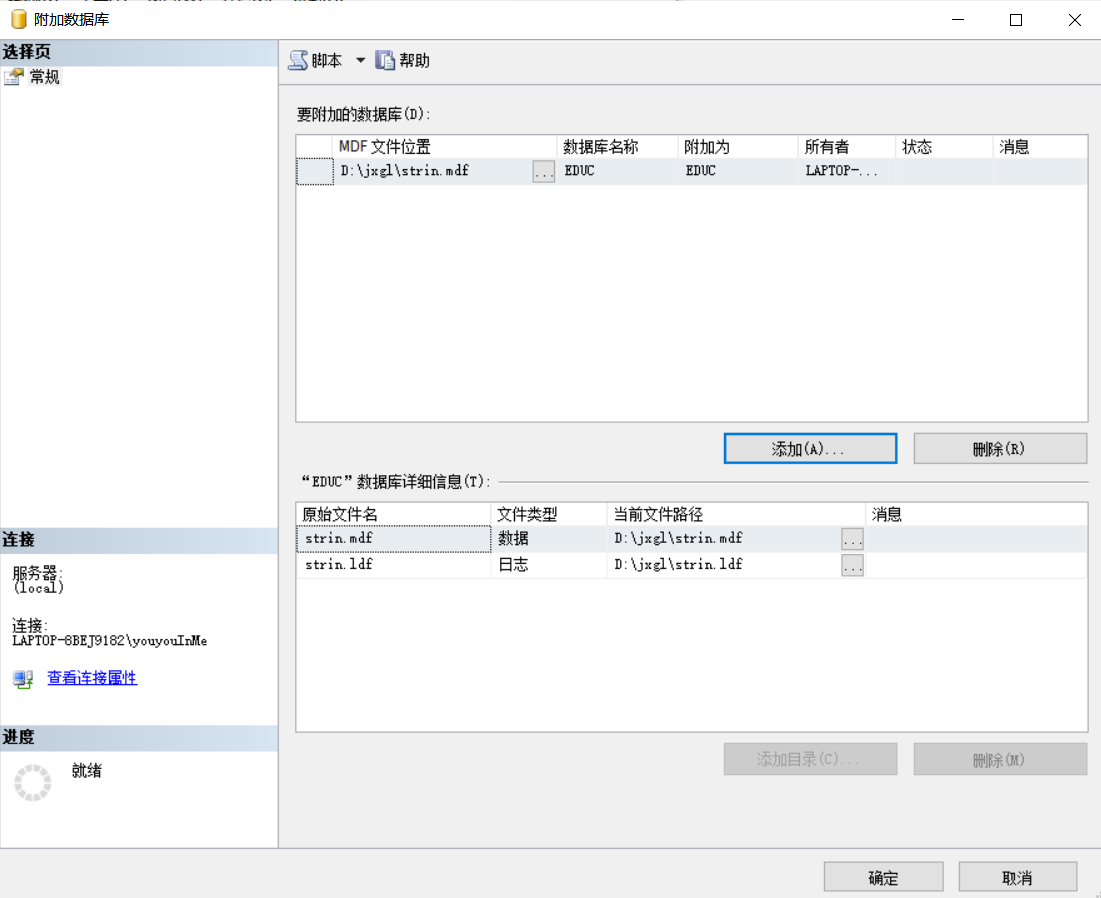 附加数据库
选择页
常规
脚本 帮助
要附加的数据库(D):
MDF 文件位置 数据库名称 附加为 所有者 状态 消息
D:\jxgl\strin.mdf ... EDUC EDUC LAPTOP-...
添加(A)... 删除(R)
“EDUC”数据库详细信息(T):
原始文件名 文件类型 当前文件路径 消息
strin.mdf 数据 D:\jxgl\strin.mdf ...
strin.ldf 日志 D:\jxgl\strin.ldf ...
添加目录(C)... 删除(M)
连接
服务器:
(local)
连接:
LAPTOP-8BEJ9182\youyouInMe
查看连接属性
进度
就绪
确定 取消